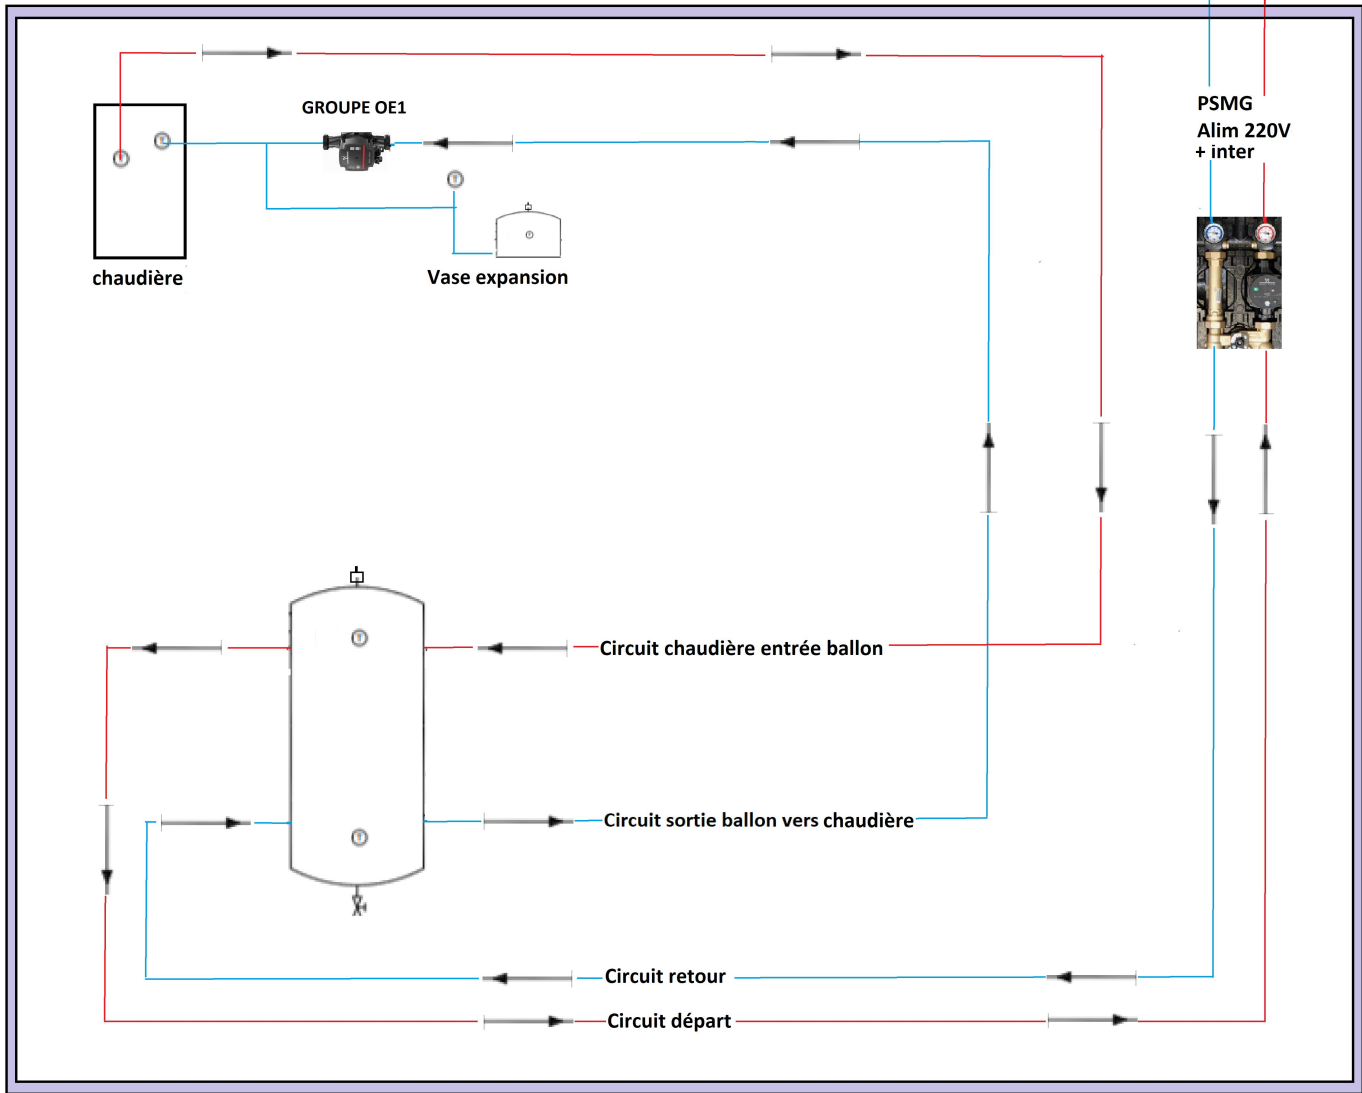 GROUPE OE1
PSMG
Alim 220V
+ inter
chaudière
Vase expansion
Circuit chaudière entrée ballon
Circuit sortie ballon vers chaudière
Circuit retour
Circuit départ